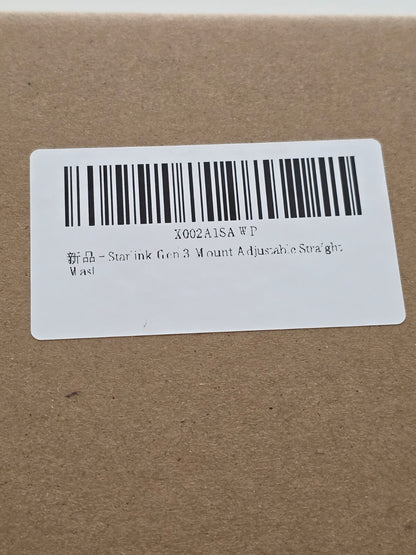 X002A1SAWP
新品 - Starlink Gen 3 Mount Adjustable Straight
Mast